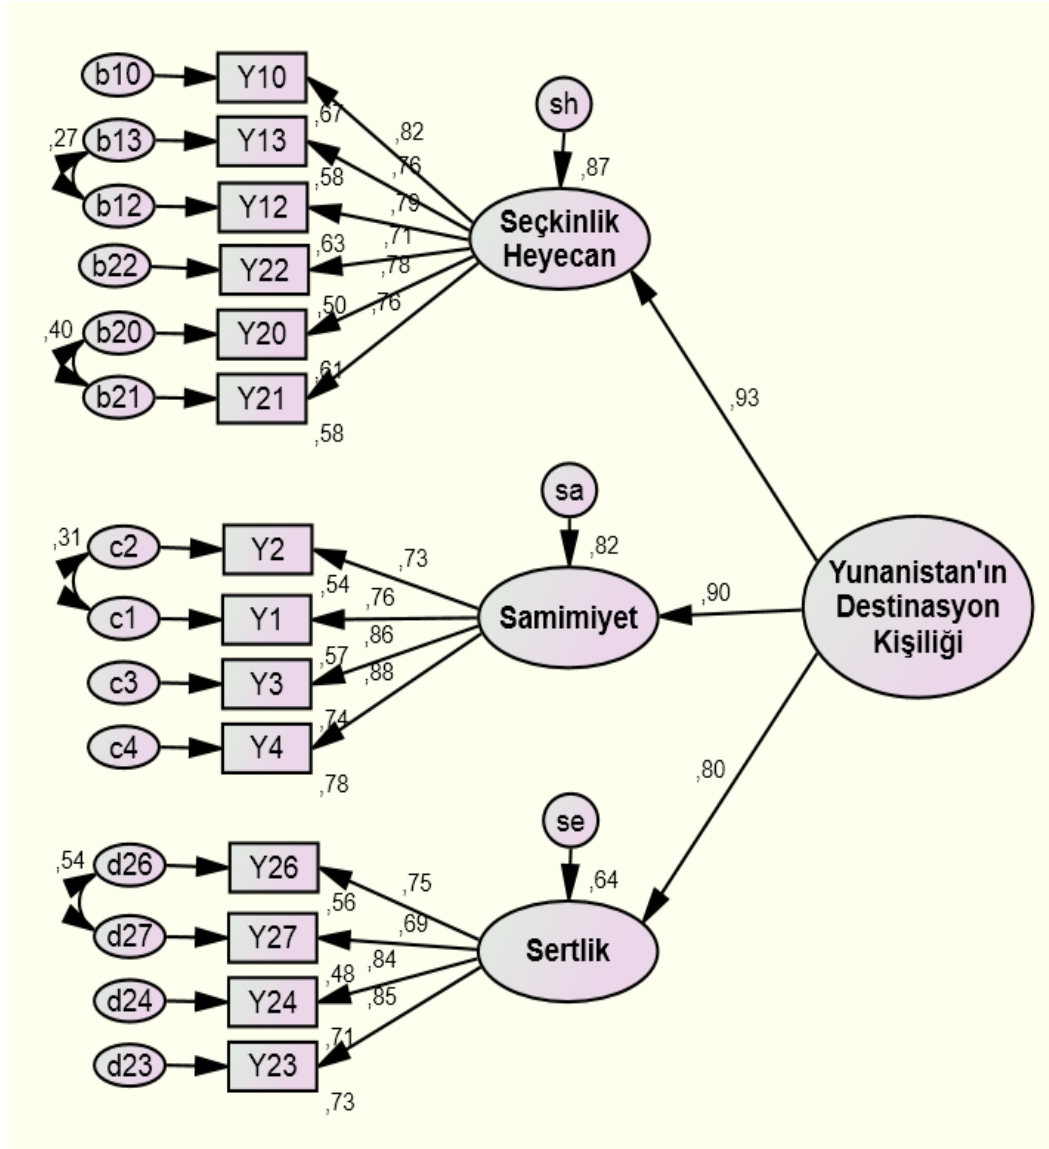 b10
Y10
sh
,67
,82
,27
b13
Y13
,76
,87
,58
b12
Y12
,79
Seçkinlik
Heyecan
,71
,63
b22
Y22
,78
,50
,76
,40
b20
Y20
,61
b21
Y21
,93
,58
sa
,31
c2
Y2
,73
,82
,54
,76
,90
c1
Y1
Samimiyet
Yunanistan'ın
Destinasyon
Kişiliği
,86
,57
,88
c3
Y3
,74
c4
Y4
,78
,80
se
,54
d26
Y26
,75
,64
,56
,69
d27
Y27
Sertlik
,84
,48
,85
d24
Y24
,71
d23
Y23
,73